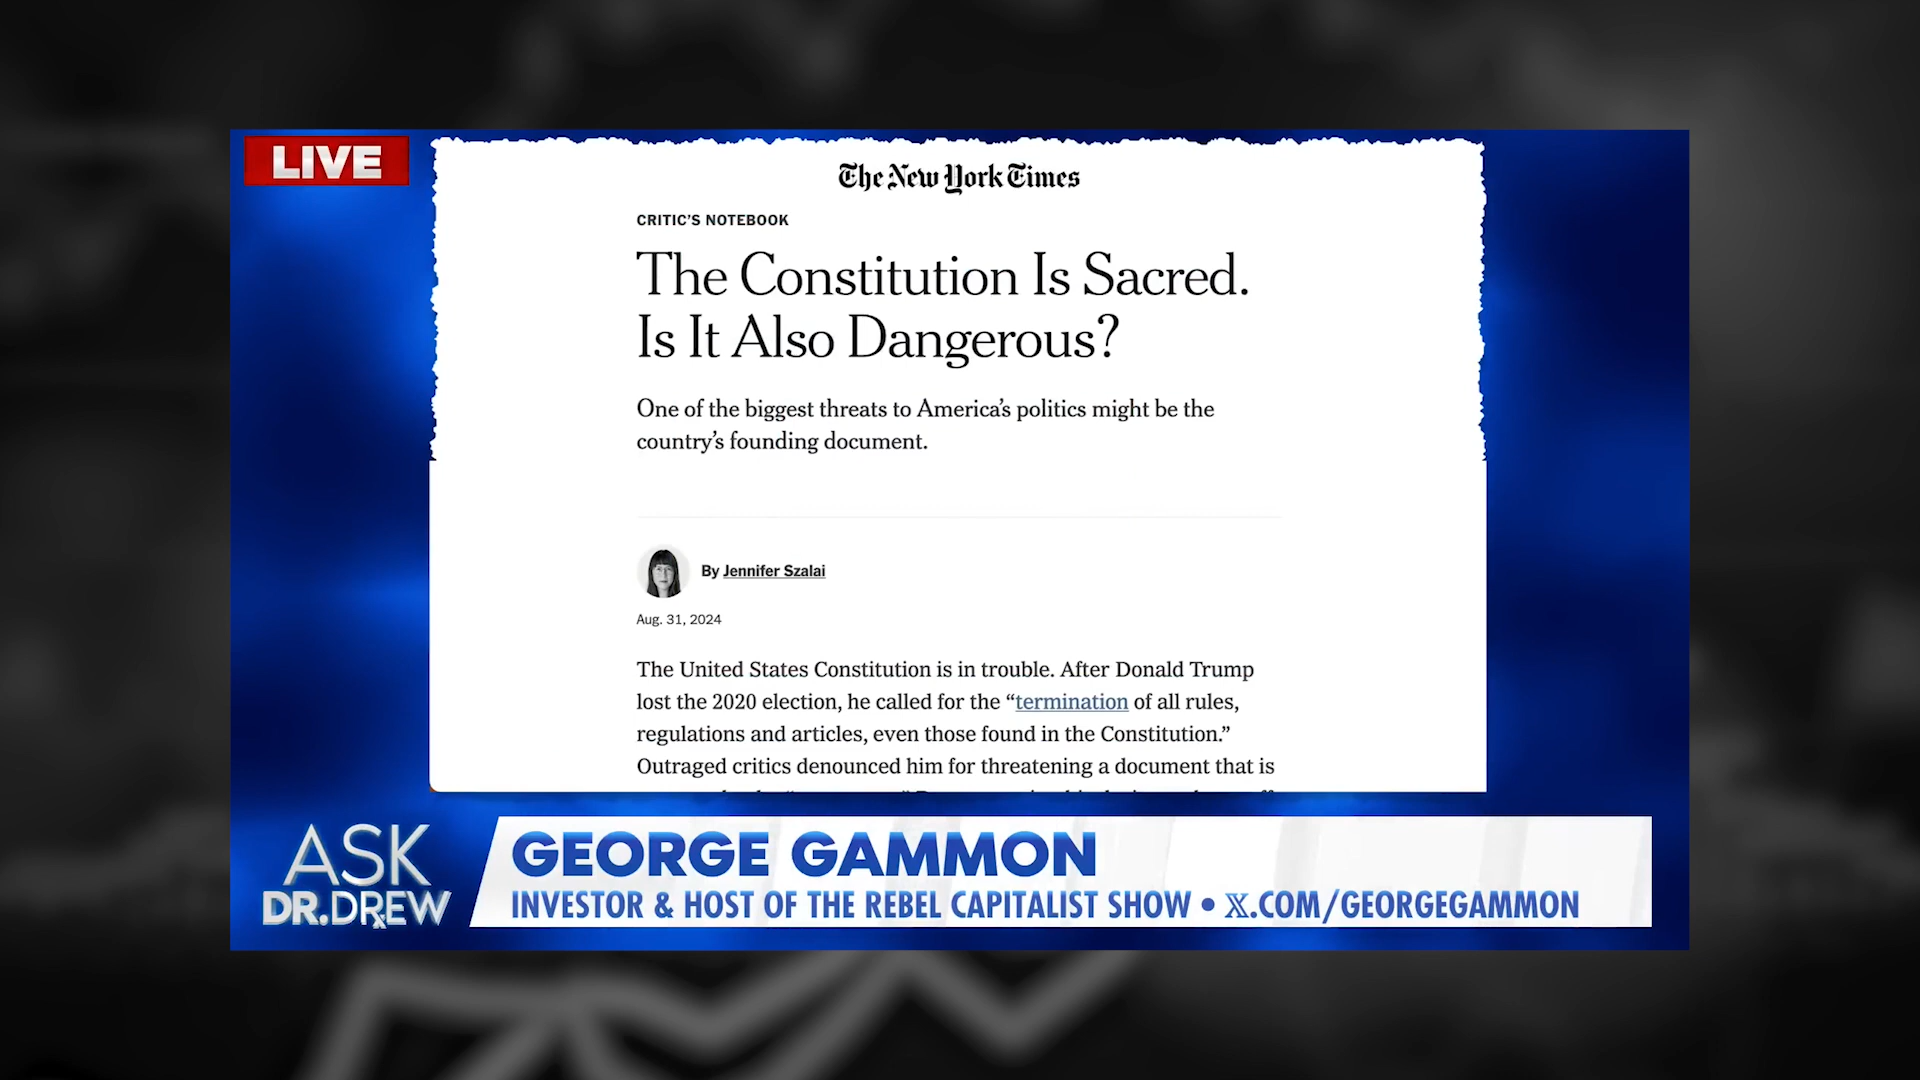 LIVE
The New York Times
CRITIC'S NOTEBOOK
The Constitution Is Sacred.
Is It Also Dangerous?
One of the biggest threats to America's politics might be the
country's founding document.
By Jennifer Szalai
Aug. 31, 2024
The United States Constitution is in trouble. After Donald Trump
lost the 2020 election, he called for the “termination of all rules,
regulations and articles, even those found in the Constitution.”
Outraged critics denounced him for threatening a document that is
ASK
DR.DREW
GEORGE GAMMON
INVESTOR & HOST OF THE REBEL CAPITALIST SHOW • X.COM/GEORGEGAMMON